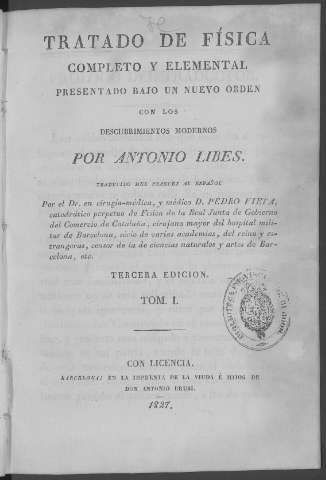 TRATADO DE FÍSICA
COMPLETO Y ELEMENTAL
PRESENTADO BAJO UN NUEVO ORDEN
CON LOS
DESCUBRIMIENTOS MODERNOS
POR ANTONIO LIBES.
TRADUCIDO DEL FRANCES AL ESPAÑOL
Por el Dr. en cirugía-médica, y médico D. PEDRO VIETA,
catedrático perpetuo de Física de la Real Junta de Gobierno
del Comercio de Cataluña, cirujano mayor del hospital mili-
tar de Barcelona, socio de varias academias, del reino y es-
trangeras, censor de la de ciencias naturales y artes de Bar-
celona, etc.
TERCERA EDICION.
TOM. I.
CON LICENCIA.
BARCELONA: EN LA IMPRENTA DE LA VIUDA É HIJOS DE
DON ANTONIO BRUSI.
1827.